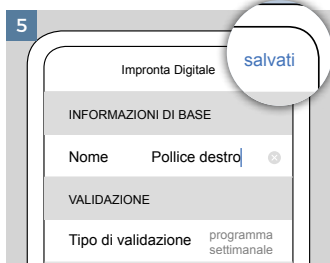 5
Impronta Digitale
salvati
INFORMAZIONI DI BASE
Nome Pollice destro
VALIDAZIONE
Tipo di validazione programma
settimanale